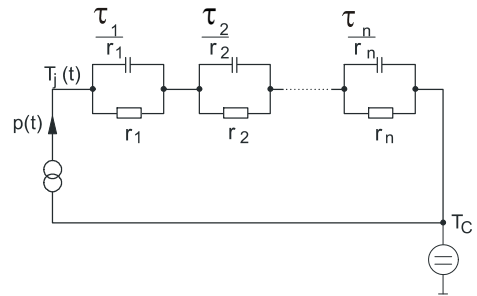 τ1/r1 τ2/r2 τn/rn
Tj (t)
p(t)
r1 r2 rn
TC